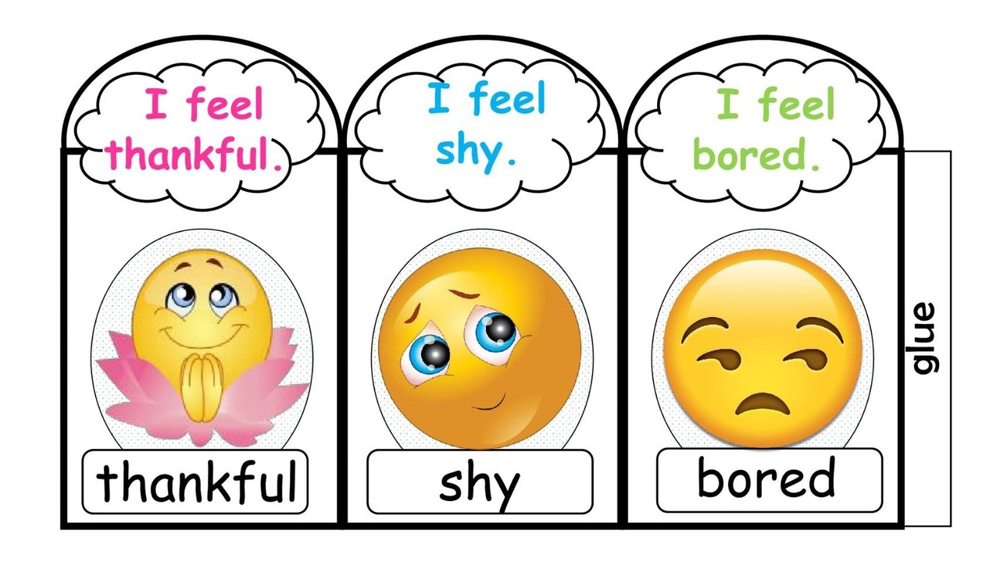 I feel
thankful.
I feel
shy.
I feel
bored.
thankful
shy
bored
glue